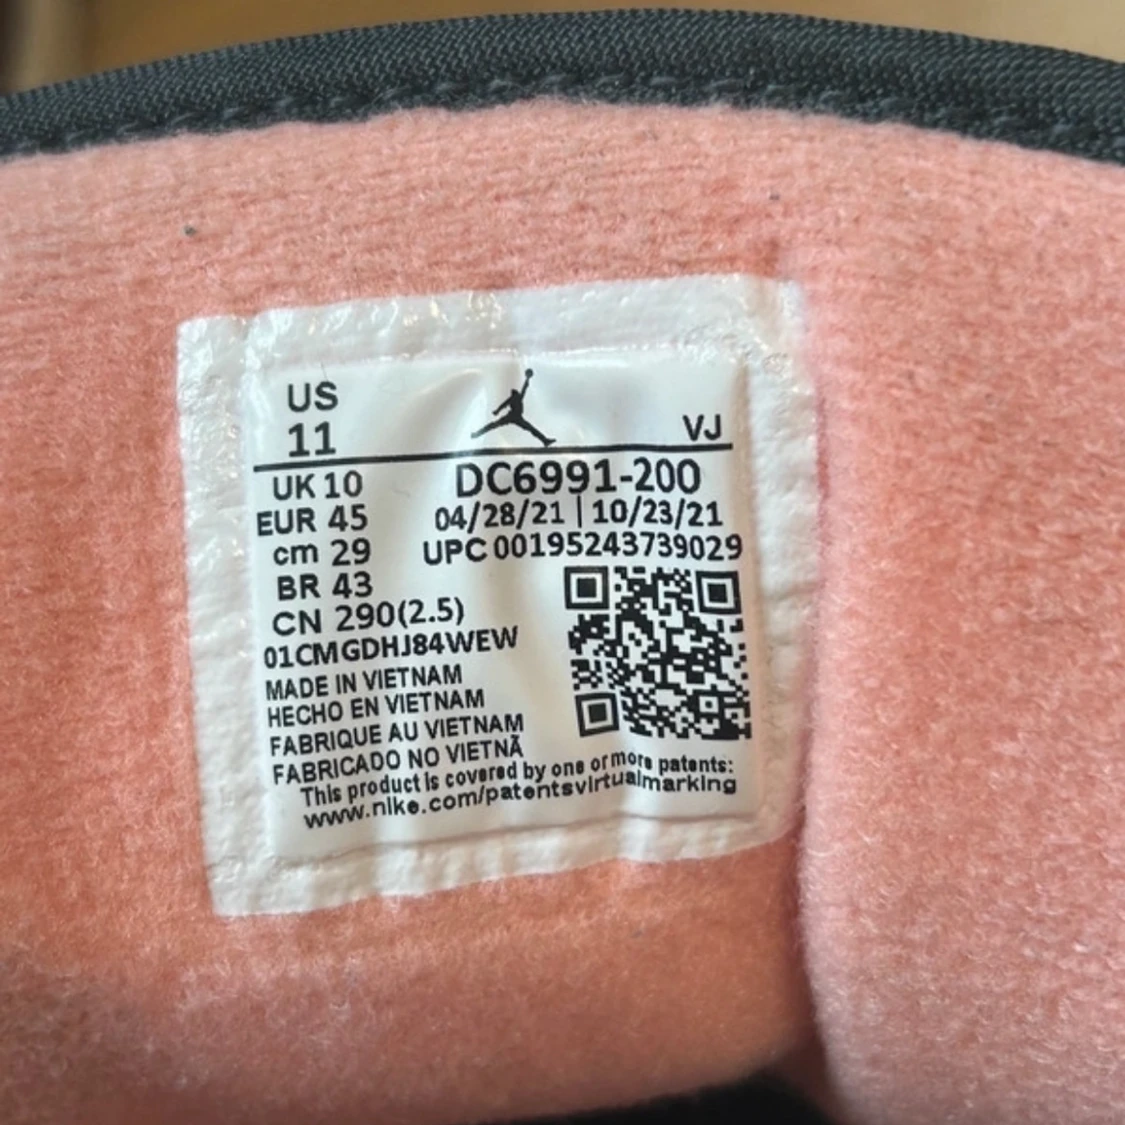 US
11
VJ
UK 10
EUR 45
cm 29
BR 43
CN 290(2.5)
DC6991-200
04/28/21 | 10/23/21
UPC 00195243739029
01CMGDHJ84WEW
MADE IN VIETNAM
HECHO EN VIETNAM
FABRIQUE AU VIETNAM
FABRICADO NO VIETNÃ
This product is covered by one or more patents:
www.nike.com/patentsvirtualmarking